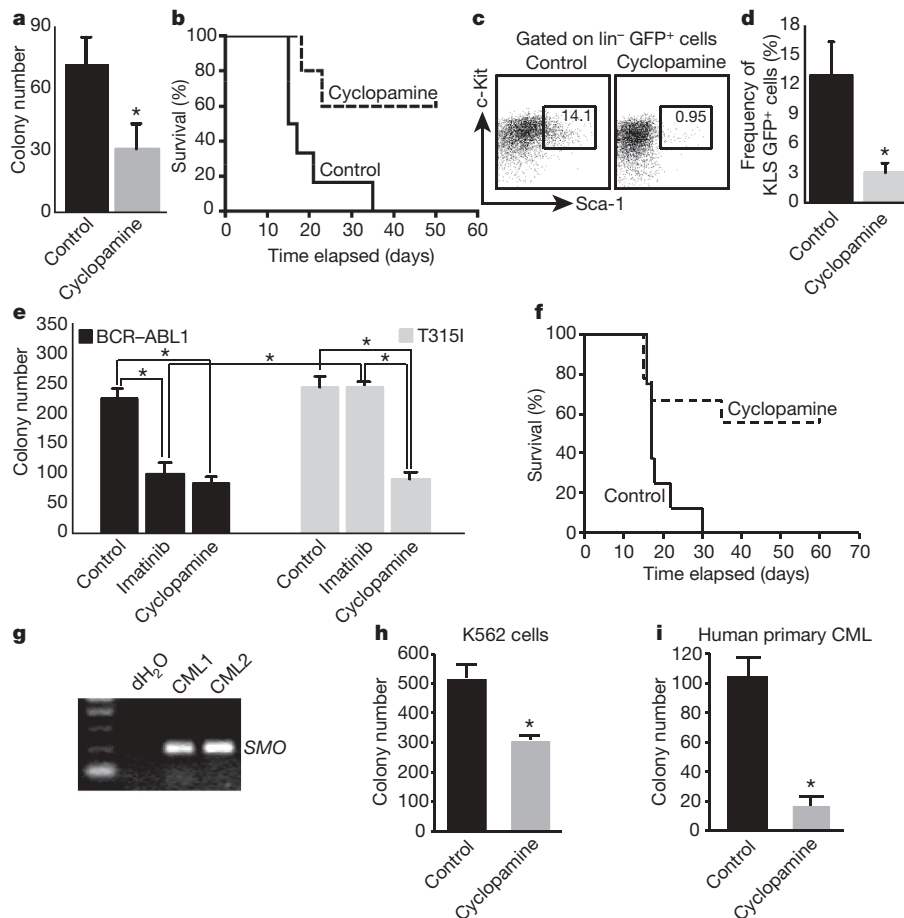 a
90
60
30
0
Colony number
*
Control
Cyclopamine
b
100
80
60
40
20
0
Survival (%)
Cyclopamine
Control
0 10 20 30 40 50 60
Time elapsed (days)
c
Gated on lin⁻ GFP⁺ cells
Control Cyclopamine
c-Kit
14.1
0.95
Sca-1
d
18
15
12
9
6
3
0
Frequency of
KLS GFP⁺ cells (%)
*
Control
Cyclopamine
e
350
300
250
200
150
100
50
0
Colony number
BCR–ABL1
T315I
*
*
*
*
*
Control
Imatinib
Cyclopamine
Control
Imatinib
Cyclopamine
f
100
80
60
40
20
0
Survival (%)
Cyclopamine
Control
0 10 20 30 40 50 60 70
Time elapsed (days)
g
dH₂O
CML1
CML2
SMO
h
K562 cells
600
500
400
300
200
100
0
Colony number
*
Control
Cyclopamine
i
Human primary CML
120
100
80
60
40
20
0
Colony number
*
Control
Cyclopamine